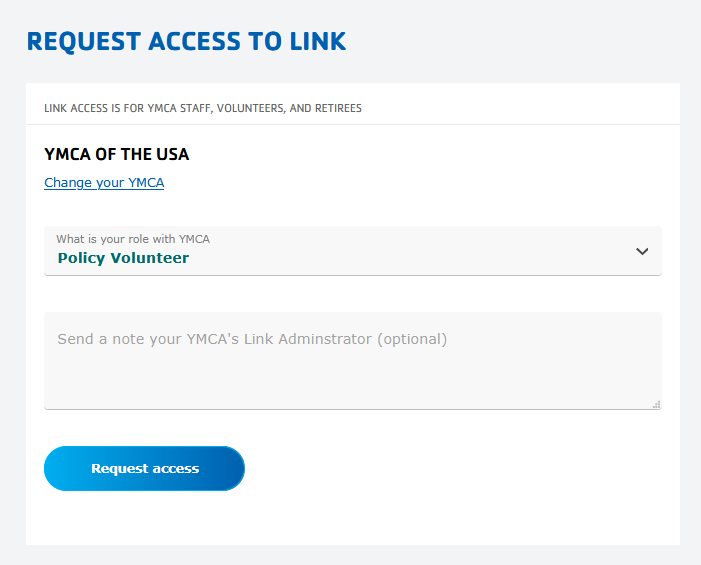 REQUEST ACCESS TO LINK
LINK ACCESS IS FOR YMCA STAFF, VOLUNTEERS, AND RETIREES
YMCA OF THE USA
Change your YMCA
What is your role with YMCA
Policy Volunteer
Send a note your YMCA's Link Adminstrator (optional)
Request access